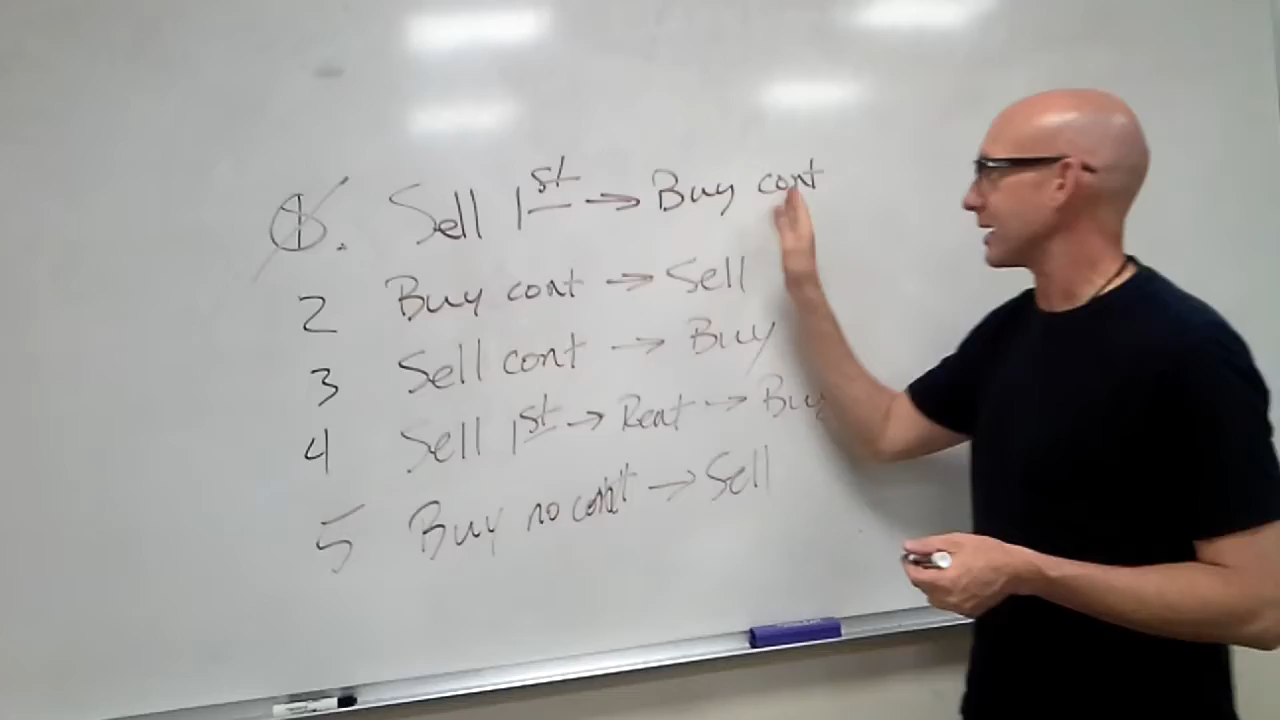 1. Sell 1st → Buy cont
2 Buy cont → Sell
3 Sell cont → Buy
4 Sell 1st → Rent → Buy
5 Buy no cont → Sell